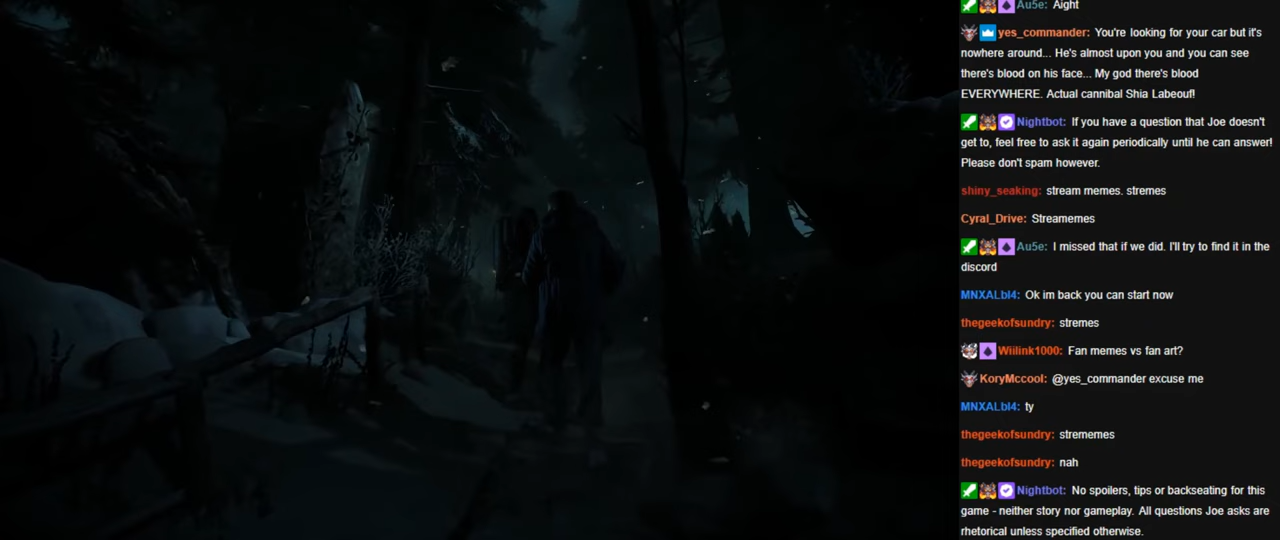 Au5e: Aight
yes_commander: You're looking for your car but it's
nowhere around... He's almost upon you and you can see
there's blood on his face... My god there's blood
EVERYWHERE. Actual cannibal Shia Labeouf!
Nightbot: If you have a question that Joe doesn't
get to, feel free to ask it again periodically until he can answer!
Please don't spam however.
shiny_seaking: stream memes. stremes
Cyral_Drive: Streamemes
Au5e: I missed that if we did. I'll try to find it in the
discord
MNXALbl4: Ok im back you can start now
thegeekofsundry: stremes
Wiilink1000: Fan memes vs fan art?
KoryMccool: @yes_commander excuse me
MNXALbl4: ty
thegeekofsundry: strememes
thegeekofsundry: nah
Nightbot: No spoilers, tips or backseating for this
game - neither story nor gameplay. All questions Joe asks are
rhetorical unless specified otherwise.